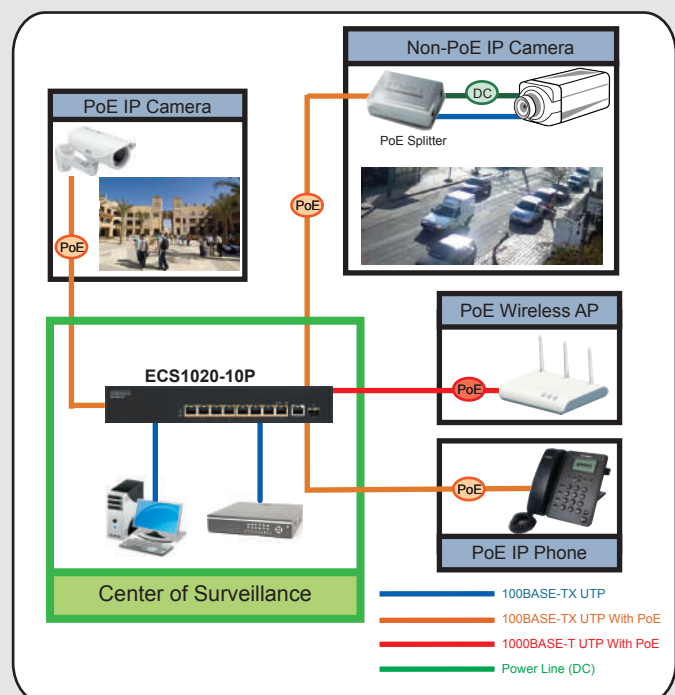 Non-PoE IP Camera
DC
PoE Splitter
PoE IP Camera
PoE
PoE
PoE Wireless AP
PoE
ECS1020-10P
PoE
PoE IP Phone
Center of Surveillance
100BASE-TX UTP
100BASE-TX UTP With PoE
1000BASE-T UTP With PoE
Power Line (DC)